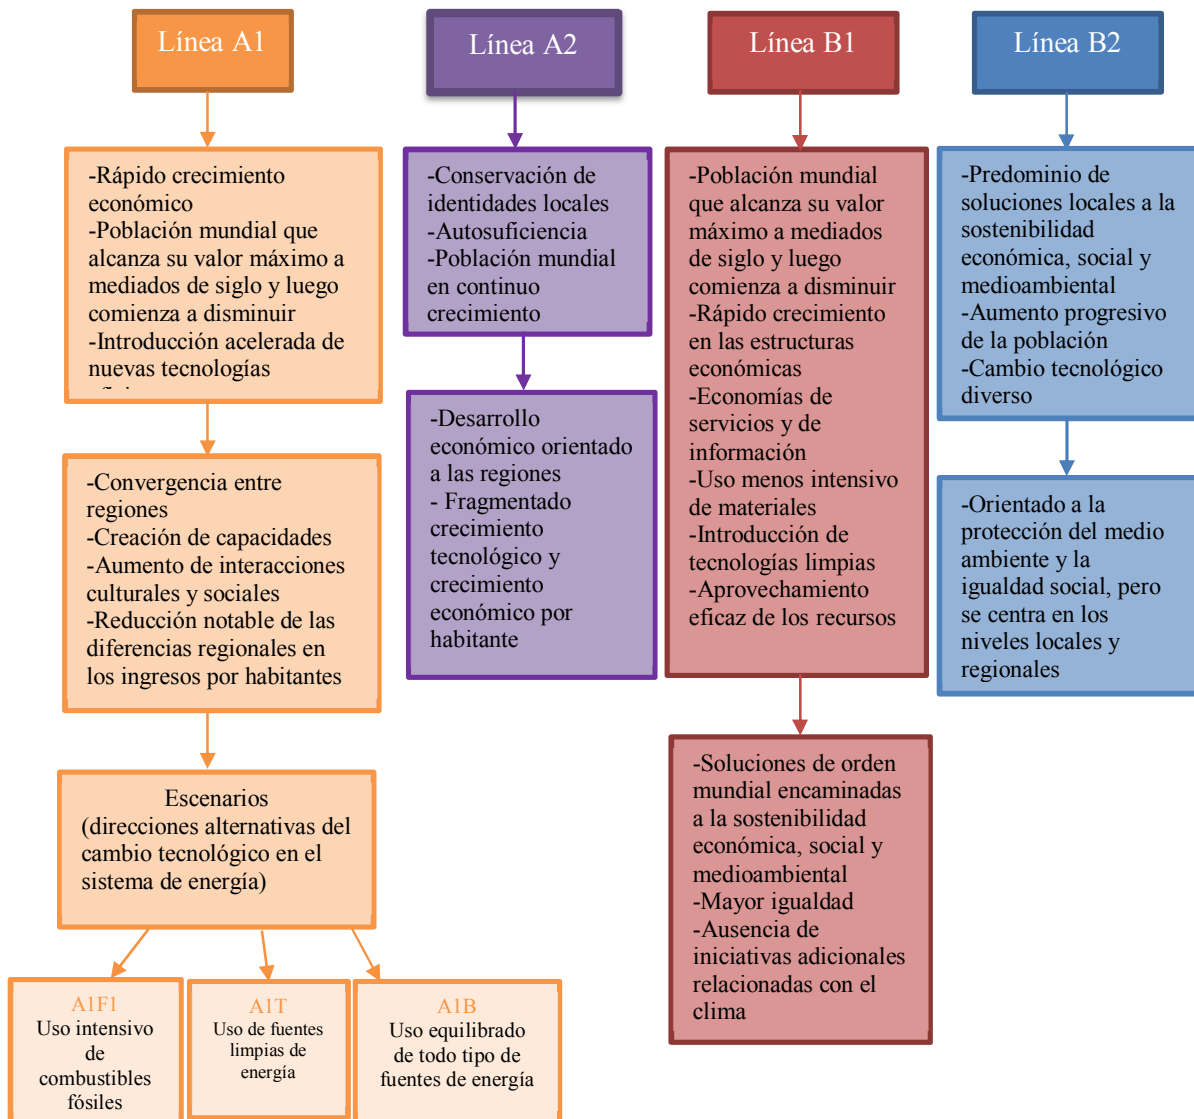 Línea A1
-Rápido crecimiento
económico
-Población mundial que
alcanza su valor máximo a
mediados de siglo y luego
comienza a disminuir
-Introducción acelerada de
nuevas tecnologías
-Convergencia entre
regiones
-Creación de capacidades
-Aumento de interacciones
culturales y sociales
-Reducción notable de las
diferencias regionales en
los ingresos por habitantes
Escenarios
(direcciones alternativas del
cambio tecnológico en el
sistema de energía)
A1F1
Uso intensivo
de
combustibles
fósiles
A1T
Uso de fuentes
limpias de
energía
A1B
Uso equilibrado
de todo tipo de
fuentes de energía
Línea A2
-Conservación de
identidades locales
-Autosuficiencia
-Población mundial
en continuo
crecimiento
-Desarrollo
económico orientado
a las regiones
- Fragmentado
crecimiento
tecnológico y
crecimiento
económico por
habitante
Línea B1
-Población mundial
que alcanza su valor
máximo a mediados
de siglo y luego
comienza a disminuir
-Rápido crecimiento
en las estructuras
económicas
-Economías de
servicios y de
información
-Uso menos intensivo
de materiales
-Introducción de
tecnologías limpias
-Aprovechamiento
eficaz de los recursos
-Soluciones de orden
mundial encaminadas
a la sostenibilidad
económica, social y
medioambiental
-Mayor igualdad
-Ausencia de
iniciativas adicionales
relacionadas con el
clima
Línea B2
-Predominio de
soluciones locales a la
sostenibilidad
económica, social y
medioambiental
-Aumento progresivo
de la población
-Cambio tecnológico
diverso
-Orientado a la
protección del medio
ambiente y la
igualdad social, pero
se centra en los
niveles locales y
regionales